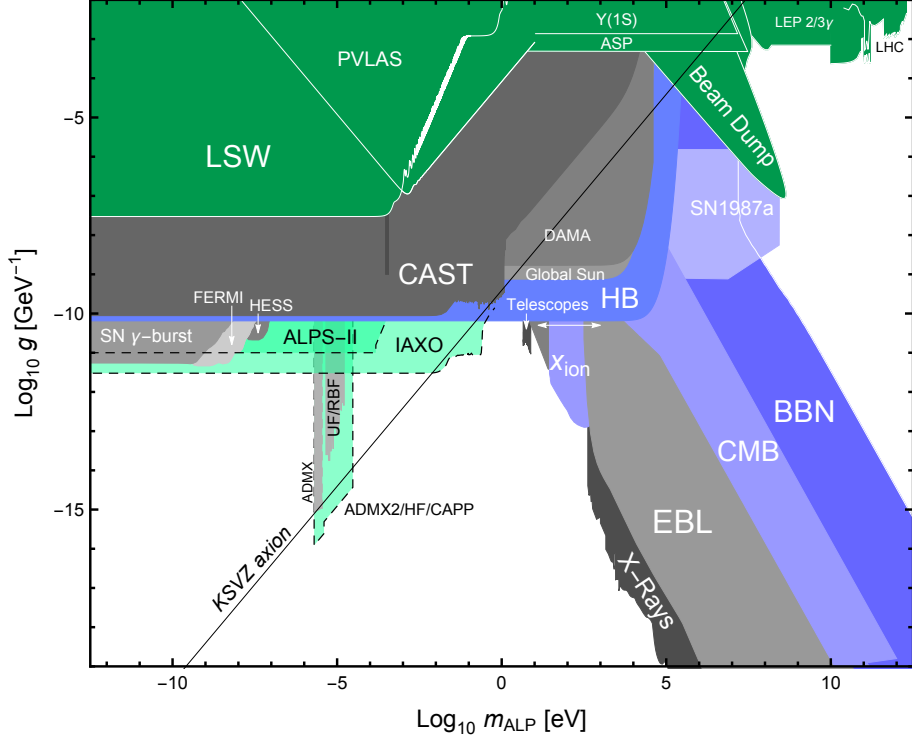 Y(1S)
LEP 2/3γ
ASP
LHC
PVLAS
Beam Dump
LSW
SN1987a
DAMA
CAST
Global Sun
FERMI
HESS
Telescopes
HB
SN γ−burst
ALPS−II
IAXO
x_ion
UF/RBF
BBN
CMB
ADMX
ADMX2/HF/CAPP
EBL
KSVZ axion
X−Rays
−5
−10
−15
−10
−5
0
5
10
Log₁₀ g [GeV⁻¹]
Log₁₀ m_ALP [eV]